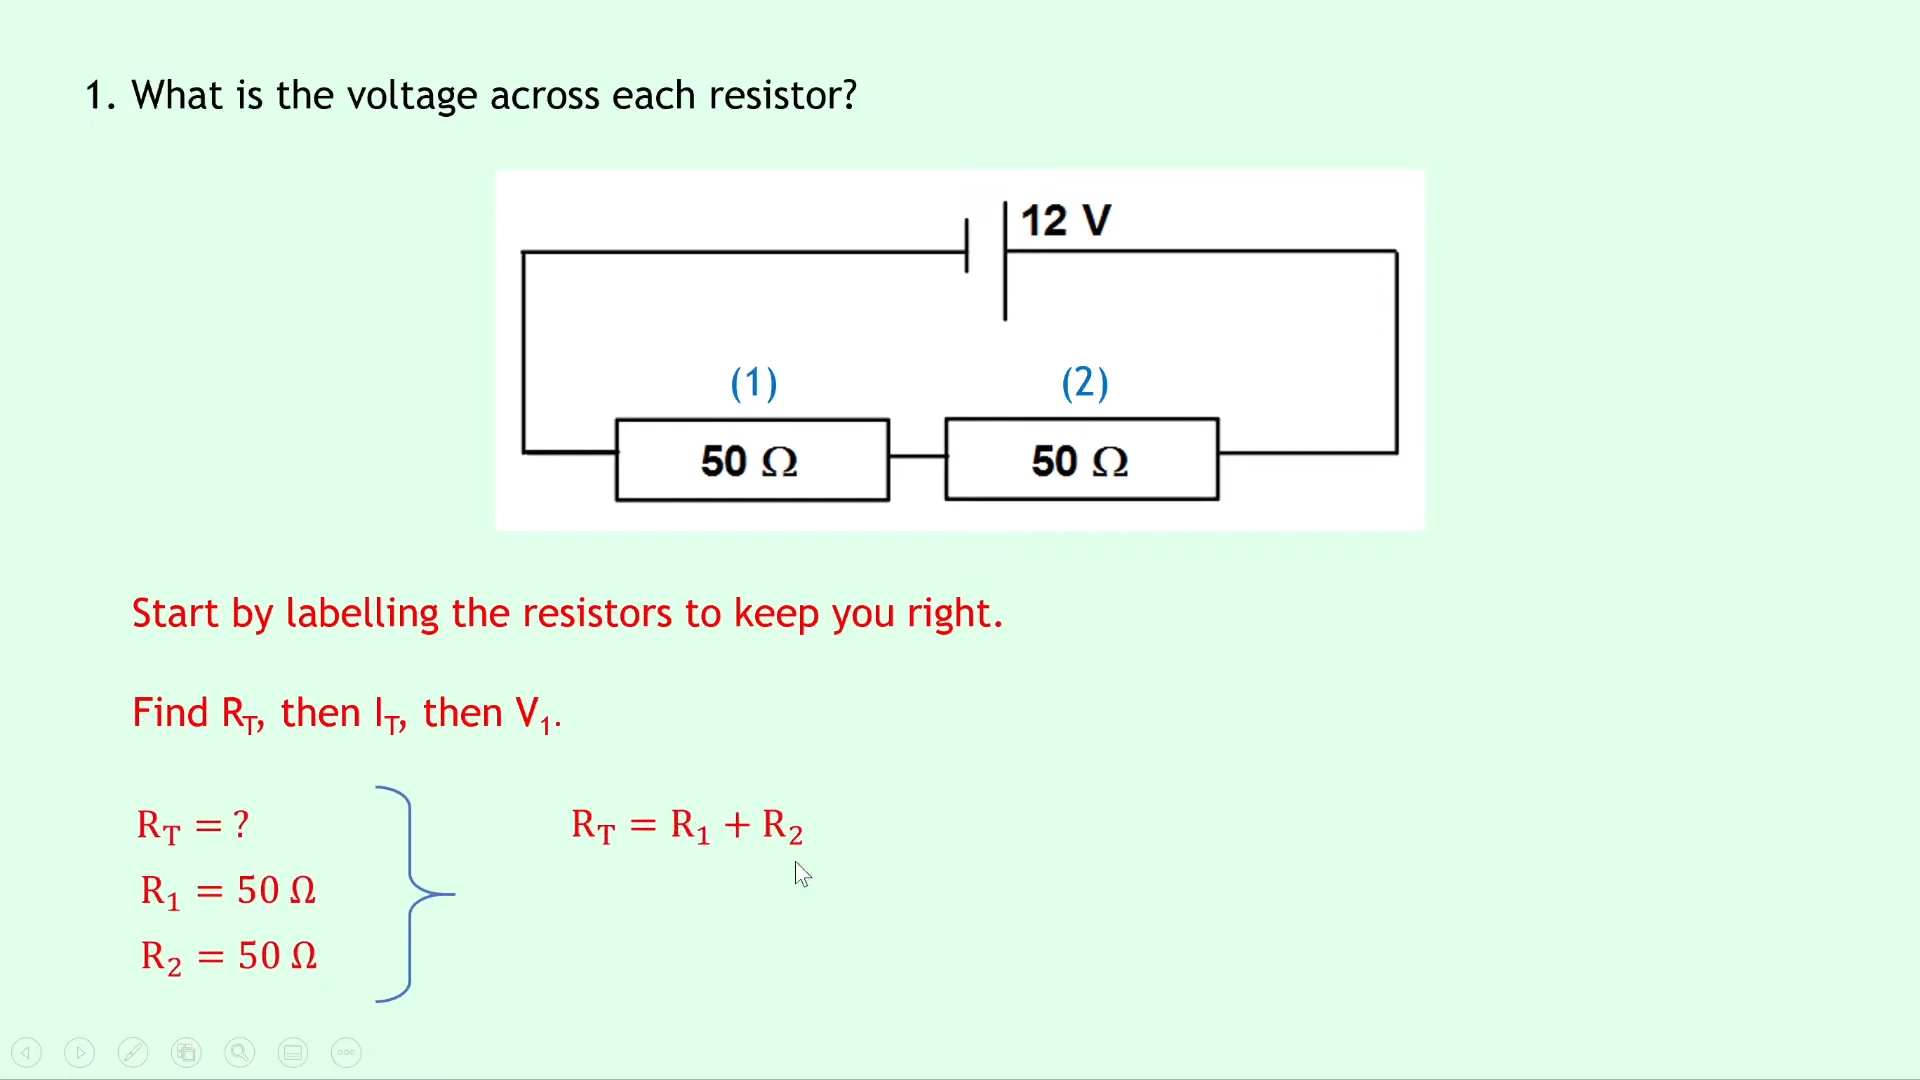 1. What is the voltage across each resistor?
12 V
(1) (2)
50 Ω 50 Ω
Start by labelling the resistors to keep you right.
Find R_T, then I_T, then V_1.
R_T = ?
R_T = R_1 + R_2
R_1 = 50 Ω
R_2 = 50 Ω